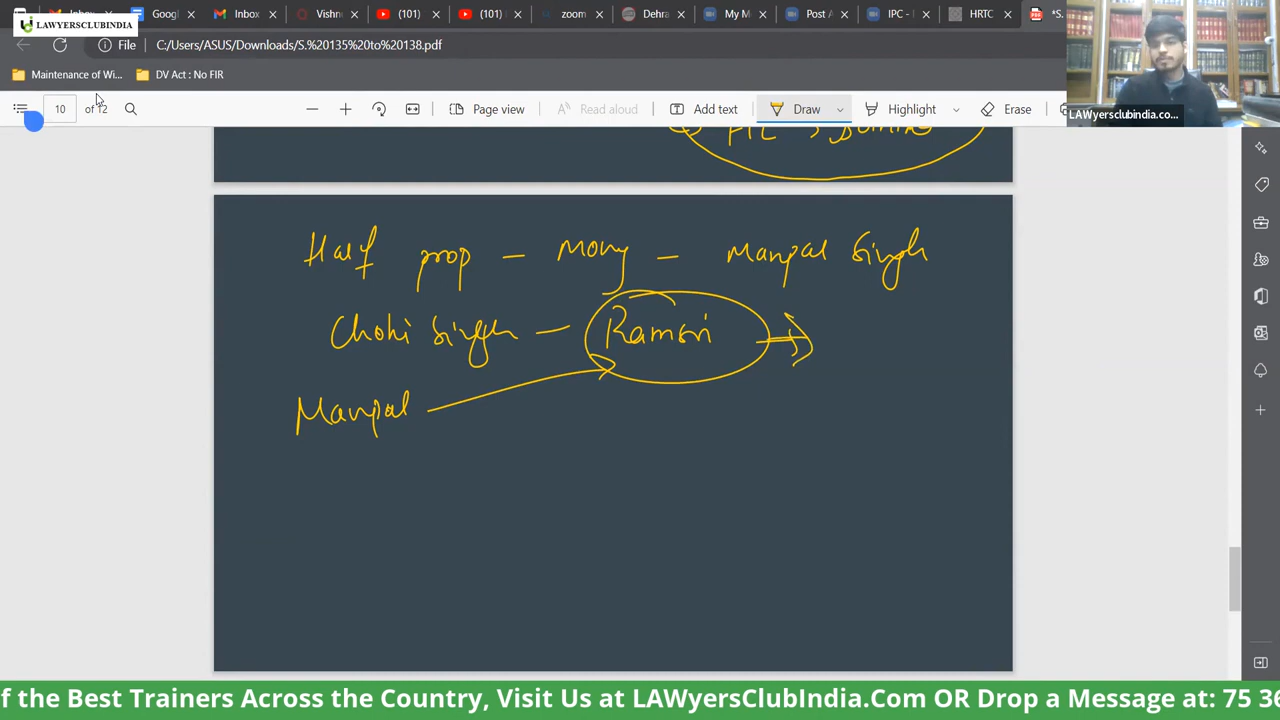 LAWYERSCLUBINDIA
Inbox
Googl
Inbox
Vishnu
(101)
(101)
Dehra
My M
Post
IPC -
HRTC
*S.
File
C:/Users/ASUS/Downloads/S.%20135%20to%20138.pdf
Maintenance of Wi...
DV Act : No FIR
10
of 12
Page view
Read aloud
Add text
Draw
Highlight
Erase
LAWyersclubindia.co...
Half prop - Mony - Manpal Singh
Chohi Singh - Ramsri
Manpal
f the Best Trainers Across the Country, Visit Us at LAWyersClubIndia.Com OR Drop a Message at: 75 36